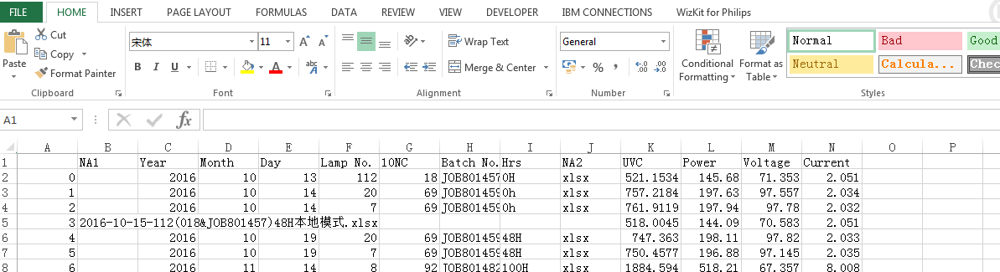 FILE HOME INSERT PAGE LAYOUT FORMULAS DATA REVIEW VIEW DEVELOPER IBM CONNECTIONS WizKit for Philips
Paste
Cut
Copy
Format Painter
Clipboard
宋体 11
B I U A abc
Font
Wrap Text
Merge & Center
Alignment
General
% , .00 .0
Number
Conditional Formatting
Format as Table
Normal Bad Good
Neutral Calcula... Chec
Styles
A1 fx
A B C D E F G H I J K L M N O P
1 NA1 Year Month Day Lamp No. 10NC Batch No. Hrs NA2 UVC Power Voltage Current
2 0 2016 10 13 112 18 JOB801457 0H xlsx 521.1534 145.68 71.353 2.051
3 1 2016 10 14 20 69 JOB801459 0h xlsx 757.2184 197.63 97.557 2.034
4 2 2016 10 14 7 69 JOB801459 0h xlsx 761.9119 197.94 97.78 2.032
5 3 2016-10-15-112(018&JOB801457)48H本地模式.xlsx 518.0045 144.09 70.583 2.051
6 4 2016 10 19 20 69 JOB801459 48H xlsx 747.363 198.11 97.82 2.033
7 5 2016 10 19 7 69 JOB801459 48H xlsx 750.4577 196.88 97.145 2.035
8 6 2016 11 14 8 92 JOB801482 100H xlsx 1884.594 518.21 67.357 8.008